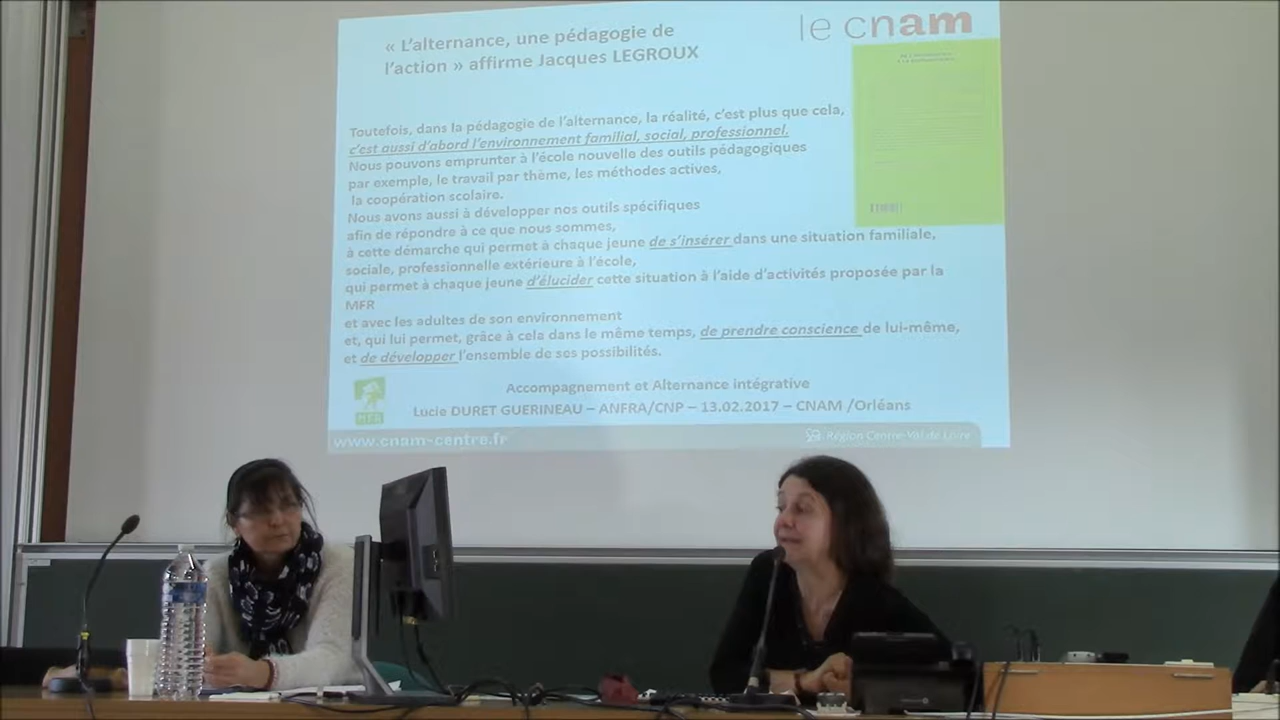 « L'alternance, une pédagogie de
l'action » affirme Jacques LEGROUX
le cnam
Toutefois, dans la pédagogie de l'alternance, la réalité, c'est plus que cela,
c'est aussi d'abord l'environnement familial, social, professionnel.
Nous pouvons emprunter à l'école nouvelle des outils pédagogiques
par exemple, le travail par thème, les méthodes actives,
la coopération scolaire.
Nous avons aussi à développer nos outils spécifiques
afin de répondre à ce que nous sommes,
à cette démarche qui permet à chaque jeune de s'insérer dans une situation familiale,
sociale, professionnelle extérieure à l'école,
qui permet à chaque jeune d'élucider cette situation à l'aide d'activités proposée par la
MFR
et avec les adultes de son environnement
et, qui lui permet, grâce à cela dans le même temps, de prendre conscience de lui-même,
et de développer l'ensemble de ses possibilités.
MFR
Accompagnement et Alternance intégrative
Lucie DURET GUERINEAU – ANFRA/CNP – 13.02.2017 – CNAM /Orléans
www.cnam-centre.fr
Région Centre-Val de Loire